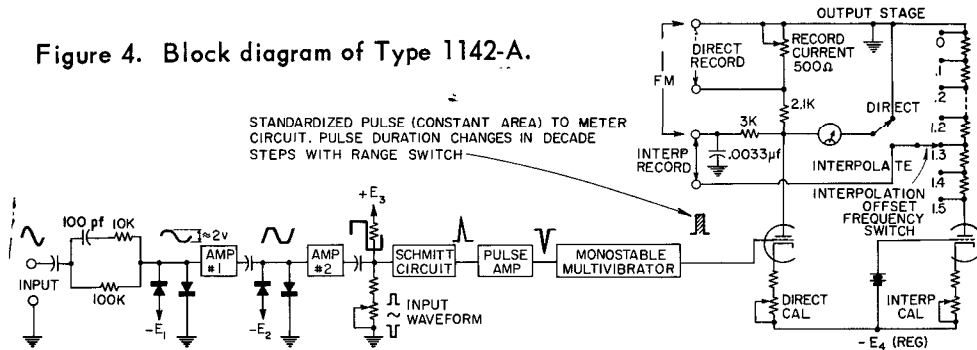 Figure 4. Block diagram of Type 1142-A.
OUTPUT STAGE
DIRECT
RECORD
FM
RECORD
CURRENT
500Ω
2.1K
3K
.0033µf
INTERP
RECORD
DIRECT
INTERPOLATE
INTERPOLATION
OFFSET
FREQUENCY
SWITCH
0
.1
.2
1.2
1.3
1.4
1.5
STANDARDIZED PULSE (CONSTANT AREA) TO METER
CIRCUIT. PULSE DURATION CHANGES IN DECADE
STEPS WITH RANGE SWITCH
INPUT
100 pf
10K
100K
≈2v
-E1
AMP
#1
-E2
AMP
#2
+E3
INPUT
WAVEFORM
SCHMITT
CIRCUIT
PULSE
AMP
MONOSTABLE
MULTIVIBRATOR
DIRECT
CAL
INTERP
CAL
-E4 (REG)